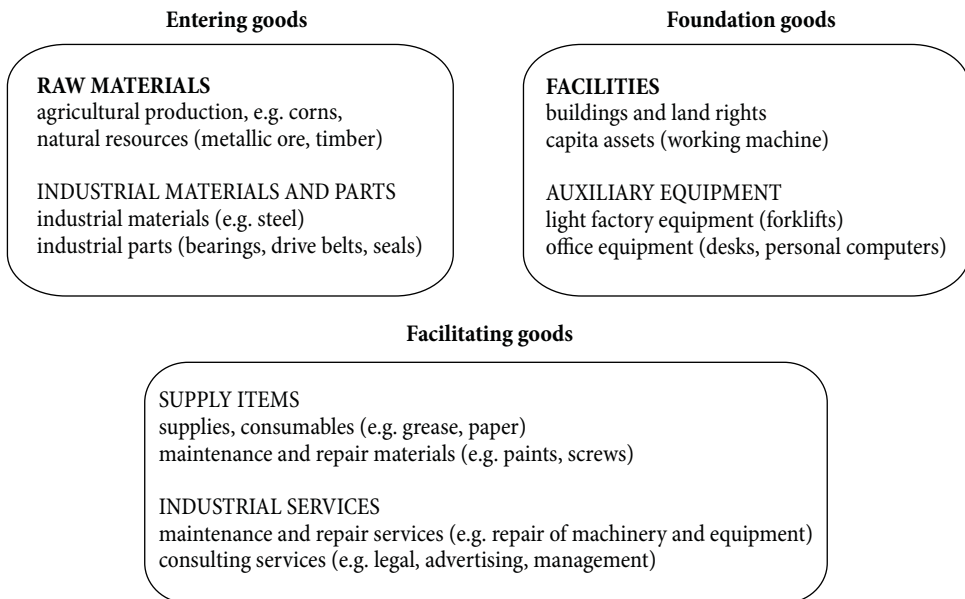 Entering goods
RAW MATERIALS
agricultural production, e.g. corns,
natural resources (metallic ore, timber)
INDUSTRIAL MATERIALS AND PARTS
industrial materials (e.g. steel)
industrial parts (bearings, drive belts, seals)
Foundation goods
FACILITIES
buildings and land rights
capita assets (working machine)
AUXILIARY EQUIPMENT
light factory equipment (forklifts)
office equipment (desks, personal computers)
Facilitating goods
SUPPLY ITEMS
supplies, consumables (e.g. grease, paper)
maintenance and repair materials (e.g. paints, screws)
INDUSTRIAL SERVICES
maintenance and repair services (e.g. repair of machinery and equipment)
consulting services (e.g. legal, advertising, management)